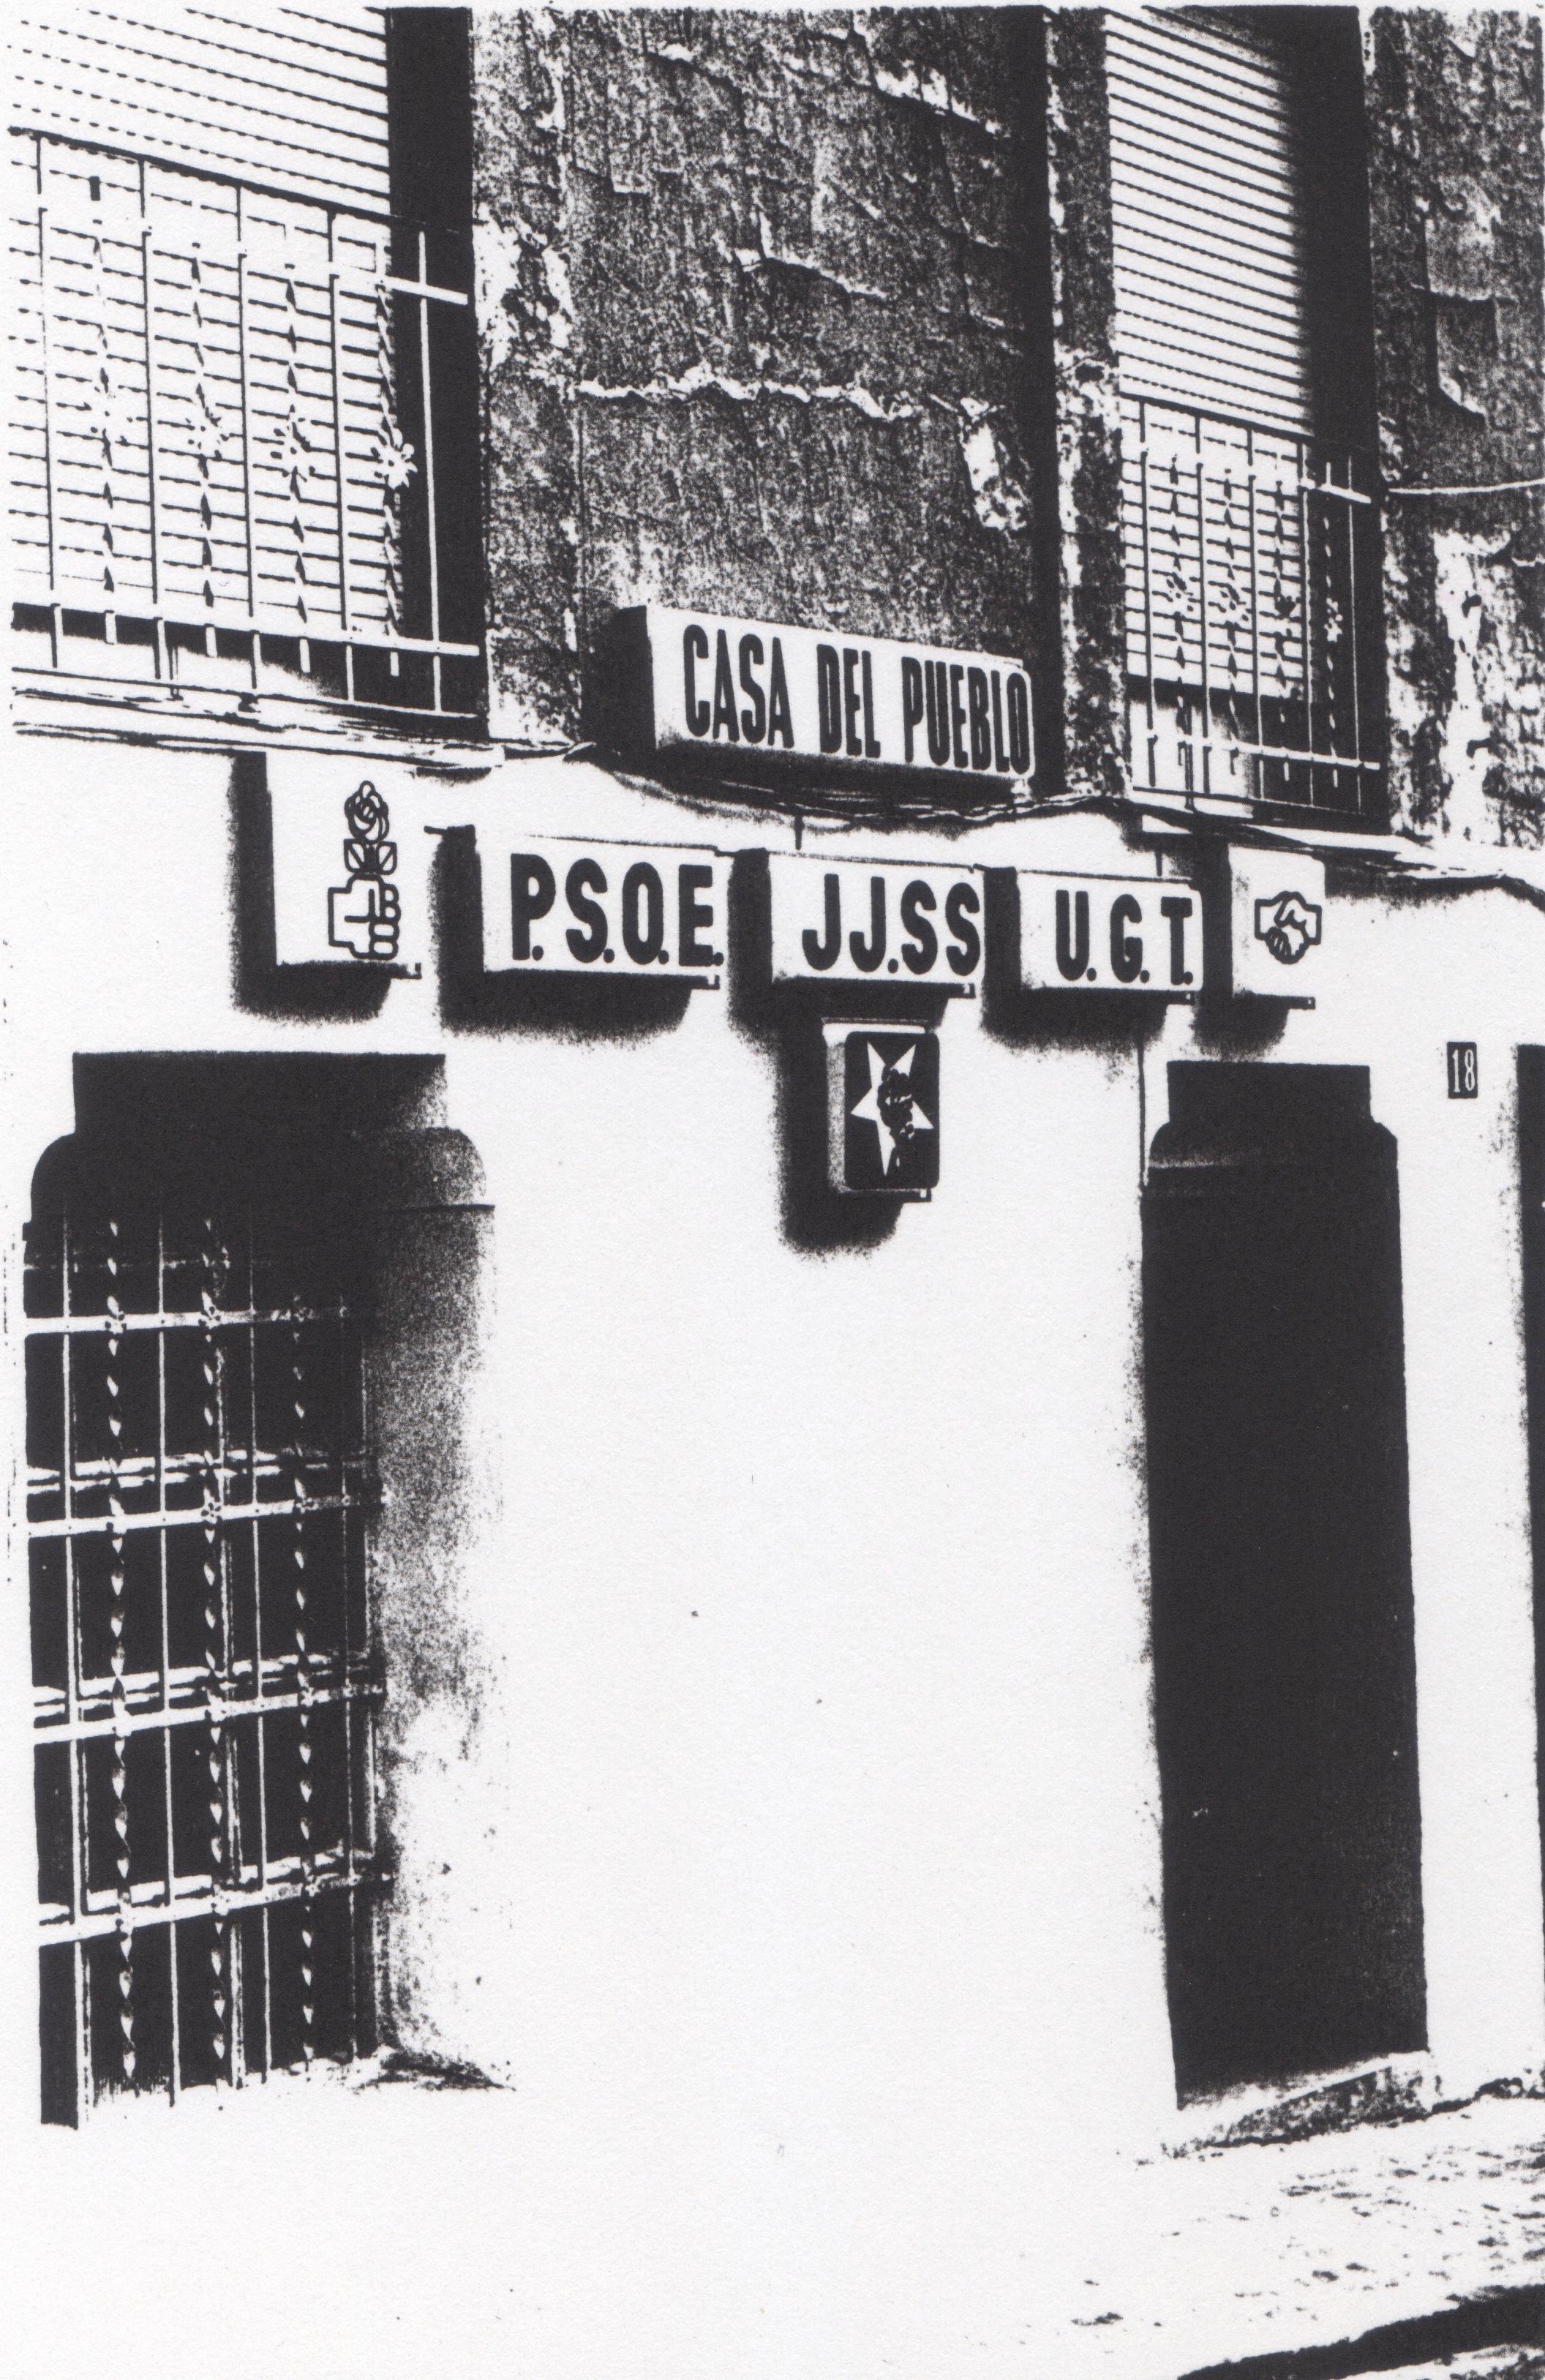 CASA DEL PUEBLO
P.S.O.E.
JJ.SS
U.G.T.
18